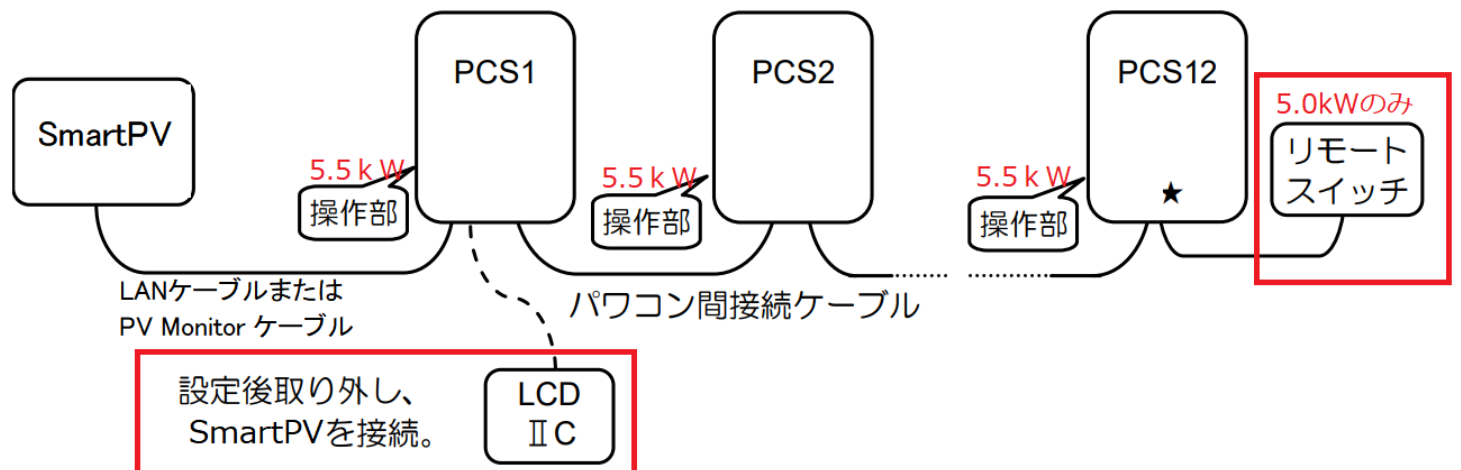 PCS1
PCS2
PCS12
SmartPV
5.0kWのみ
リモート
スイッチ
5.5ｋW
操作部
5.5ｋW
操作部
5.5ｋW
操作部
★
LANケーブルまたは
PV Monitor ケーブル
パワコン間接続ケーブル
設定後取り外し、
SmartPVを接続。
LCD
ⅡC